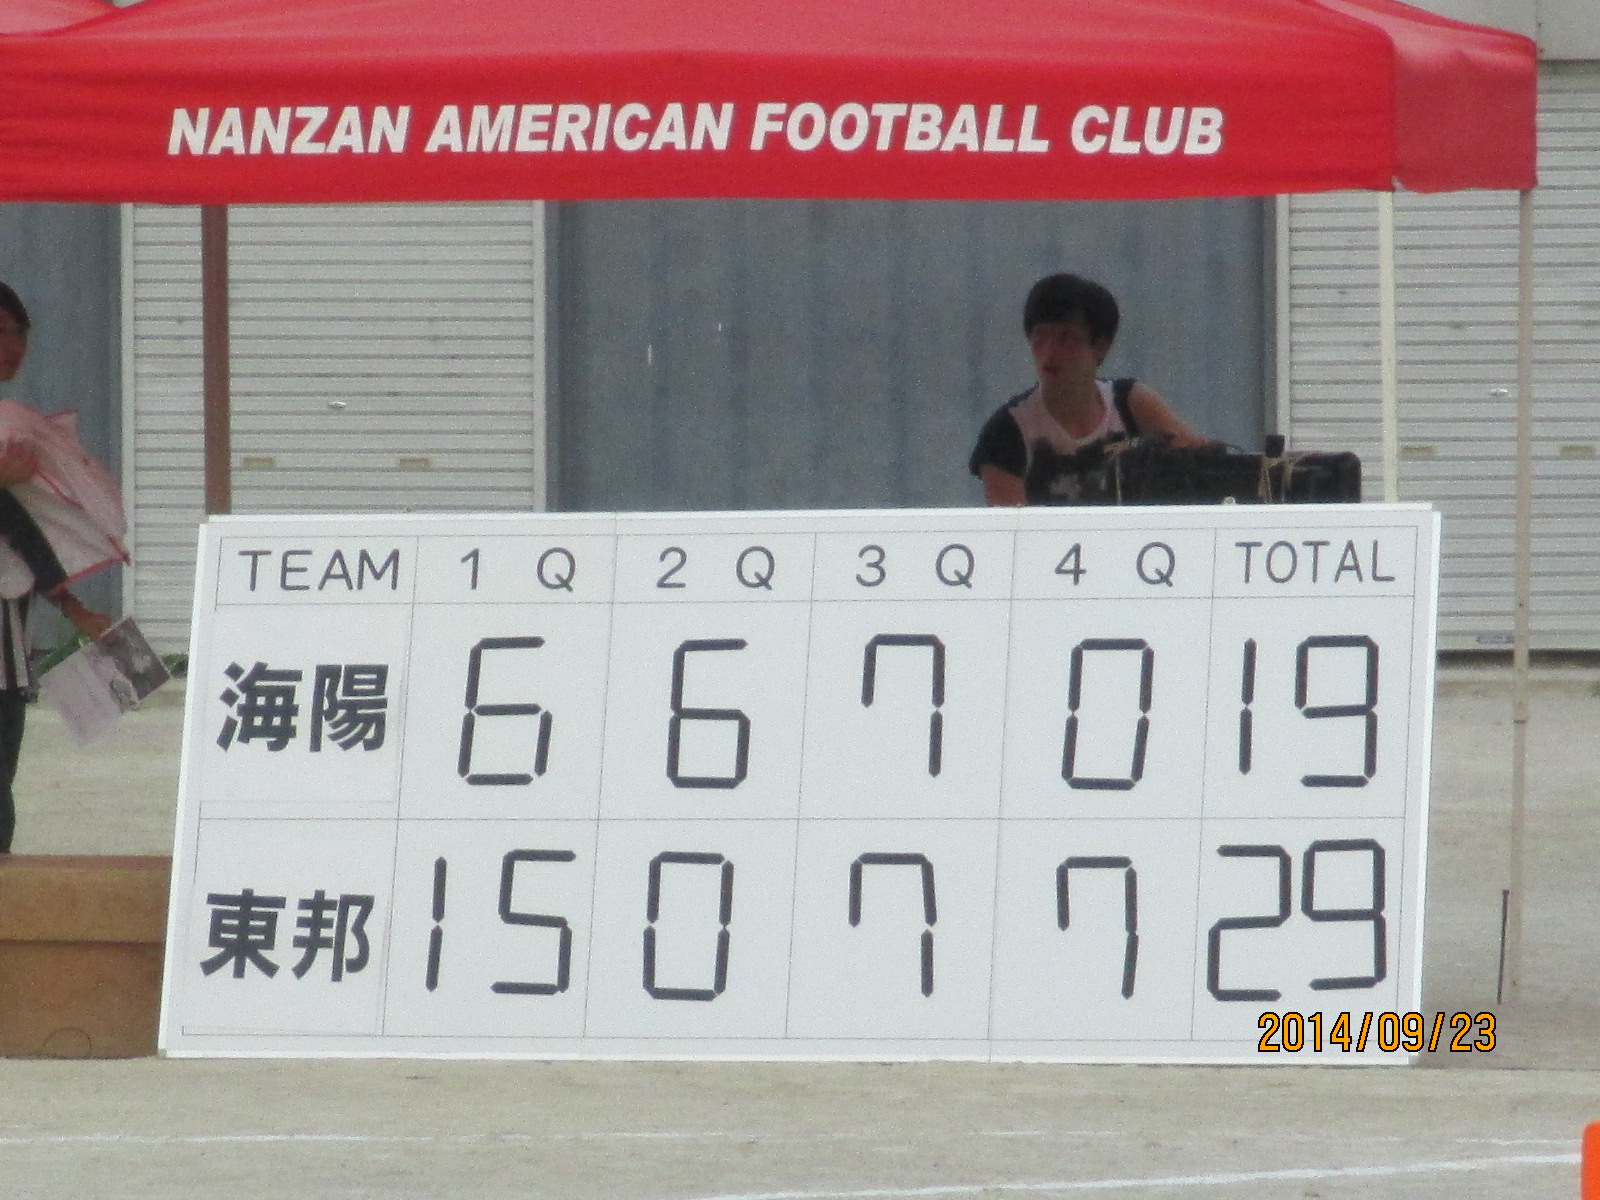 NANZAN AMERICAN FOOTBALL CLUB
TEAM 1 Q 2 Q 3 Q 4 Q TOTAL
海陽 6 6 7 0 19
東邦 15 0 7 7 29
2014/09/23